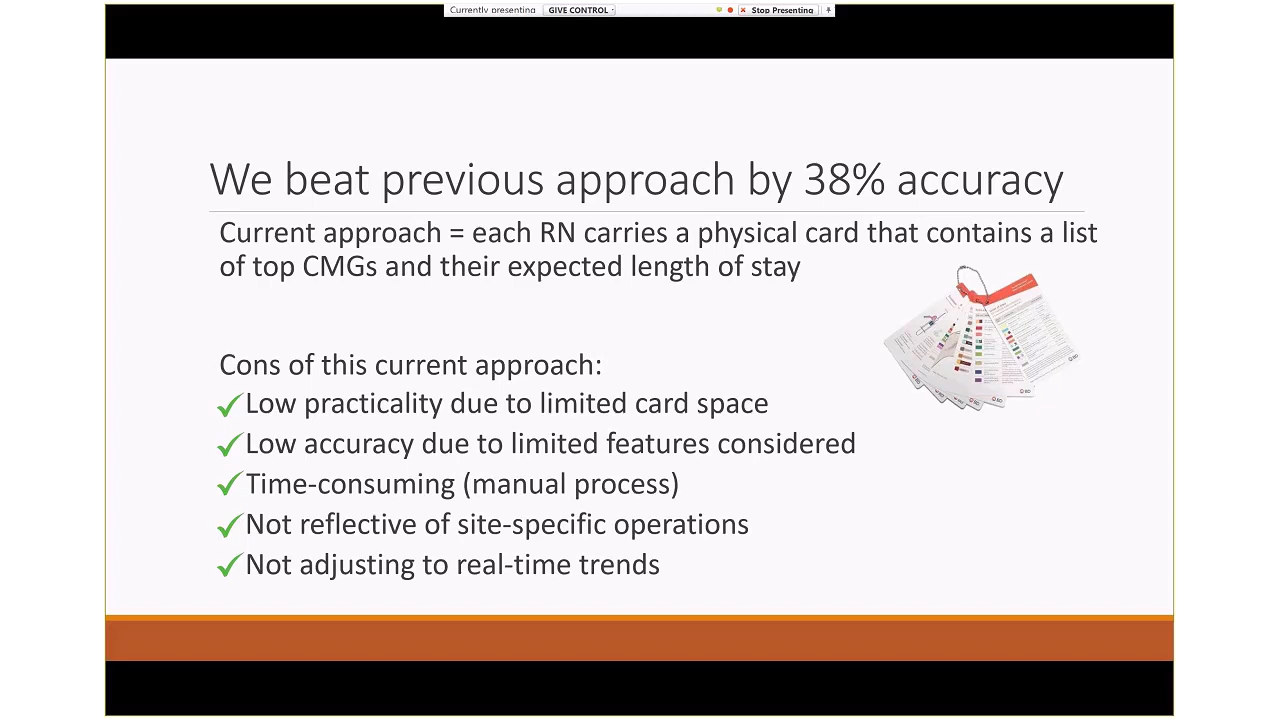 Currently presenting GIVE CONTROL Stop Presenting
We beat previous approach by 38% accuracy
Current approach = each RN carries a physical card that contains a list
of top CMGs and their expected length of stay
Cons of this current approach:
Low practicality due to limited card space
Low accuracy due to limited features considered
Time-consuming (manual process)
Not reflective of site-specific operations
Not adjusting to real-time trends